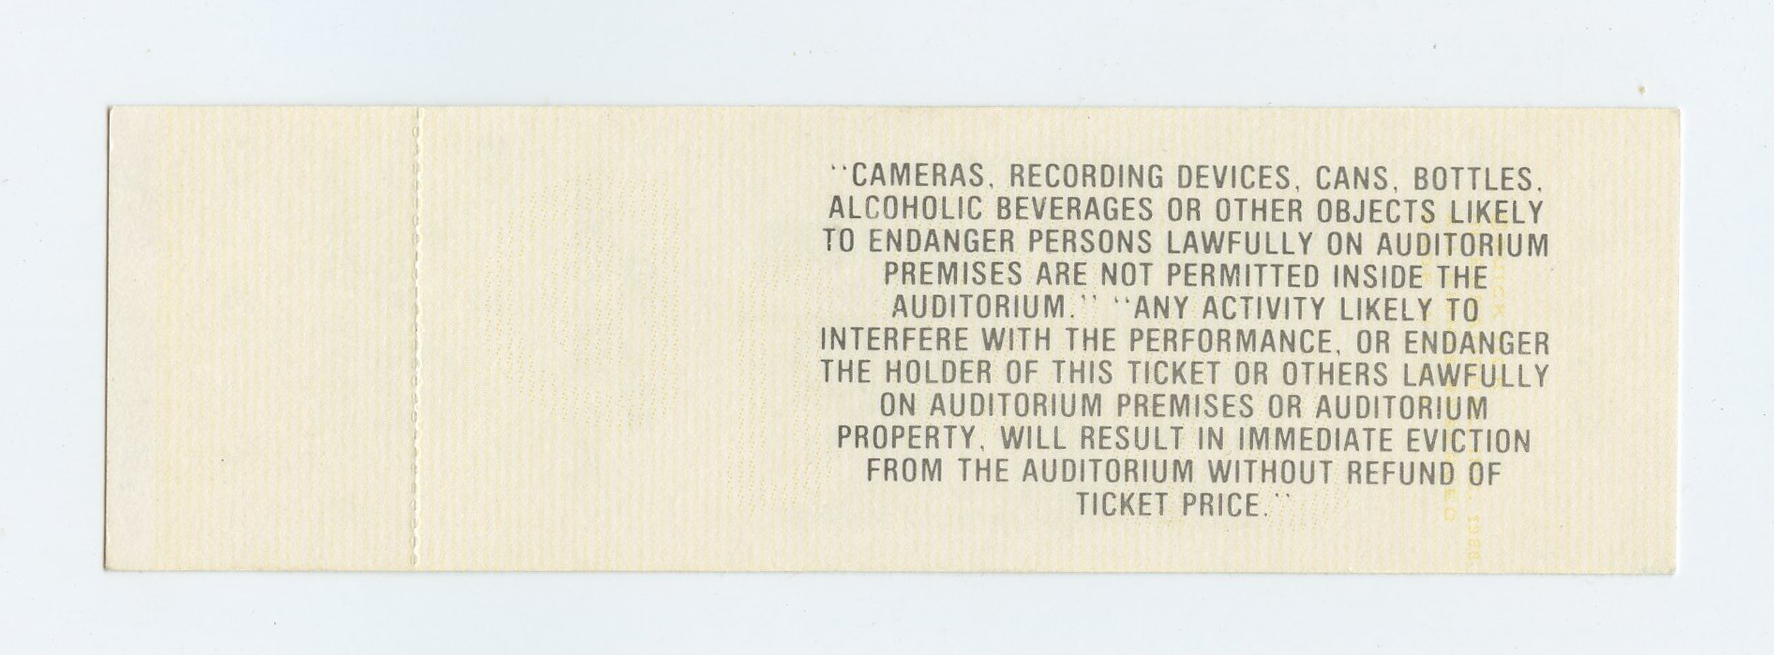 "CAMERAS, RECORDING DEVICES, CANS, BOTTLES,
ALCOHOLIC BEVERAGES OR OTHER OBJECTS LIKELY
TO ENDANGER PERSONS LAWFULLY ON AUDITORIUM
PREMISES ARE NOT PERMITTED INSIDE THE
AUDITORIUM." "ANY ACTIVITY LIKELY TO
INTERFERE WITH THE PERFORMANCE, OR ENDANGER
THE HOLDER OF THIS TICKET OR OTHERS LAWFULLY
ON AUDITORIUM PREMISES OR AUDITORIUM
PROPERTY, WILL RESULT IN IMMEDIATE EVICTION
FROM THE AUDITORIUM WITHOUT REFUND OF
TICKET PRICE."